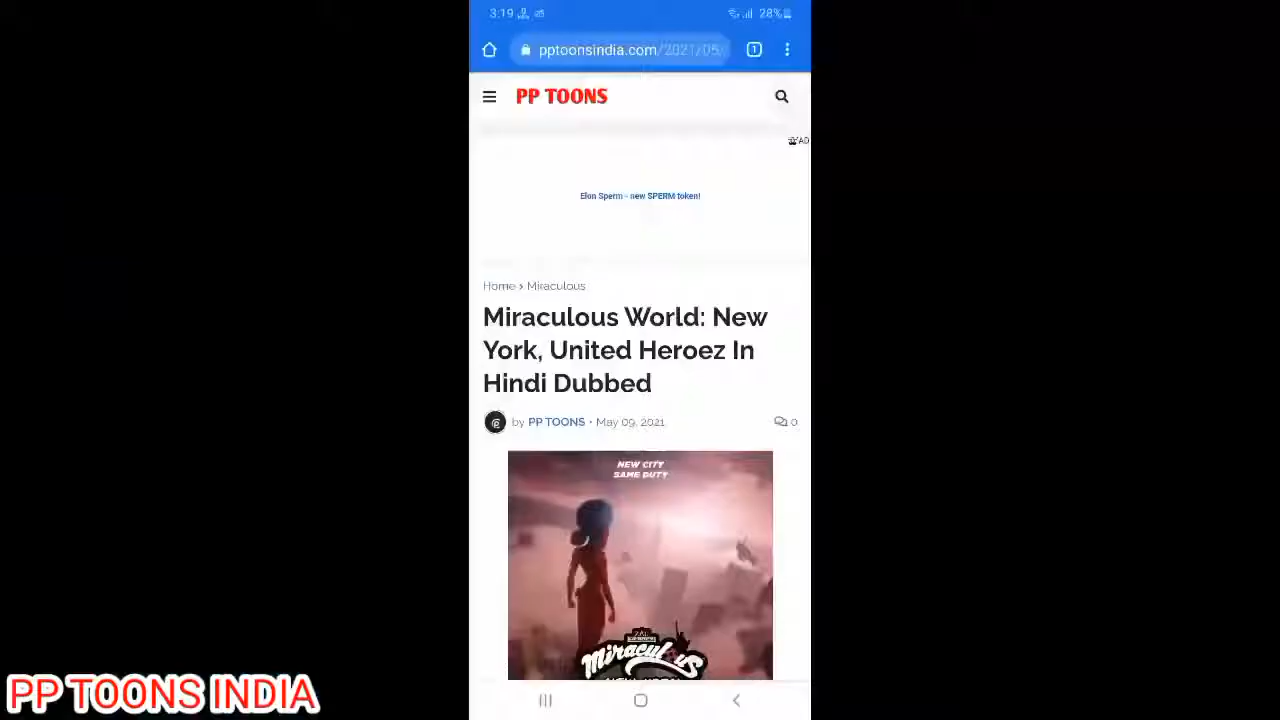 3:19
28%
pptoonsindia.com/2021/05
1
PP TOONS
AD
Elon Sperm - new SPERM token!
Home > Miraculous
Miraculous World: New
York, United Heroez In
Hindi Dubbed
by PP TOONS • May 09, 2021
0
NEW CITY
SAME DUTY
Miraculous
PP TOONS INDIA